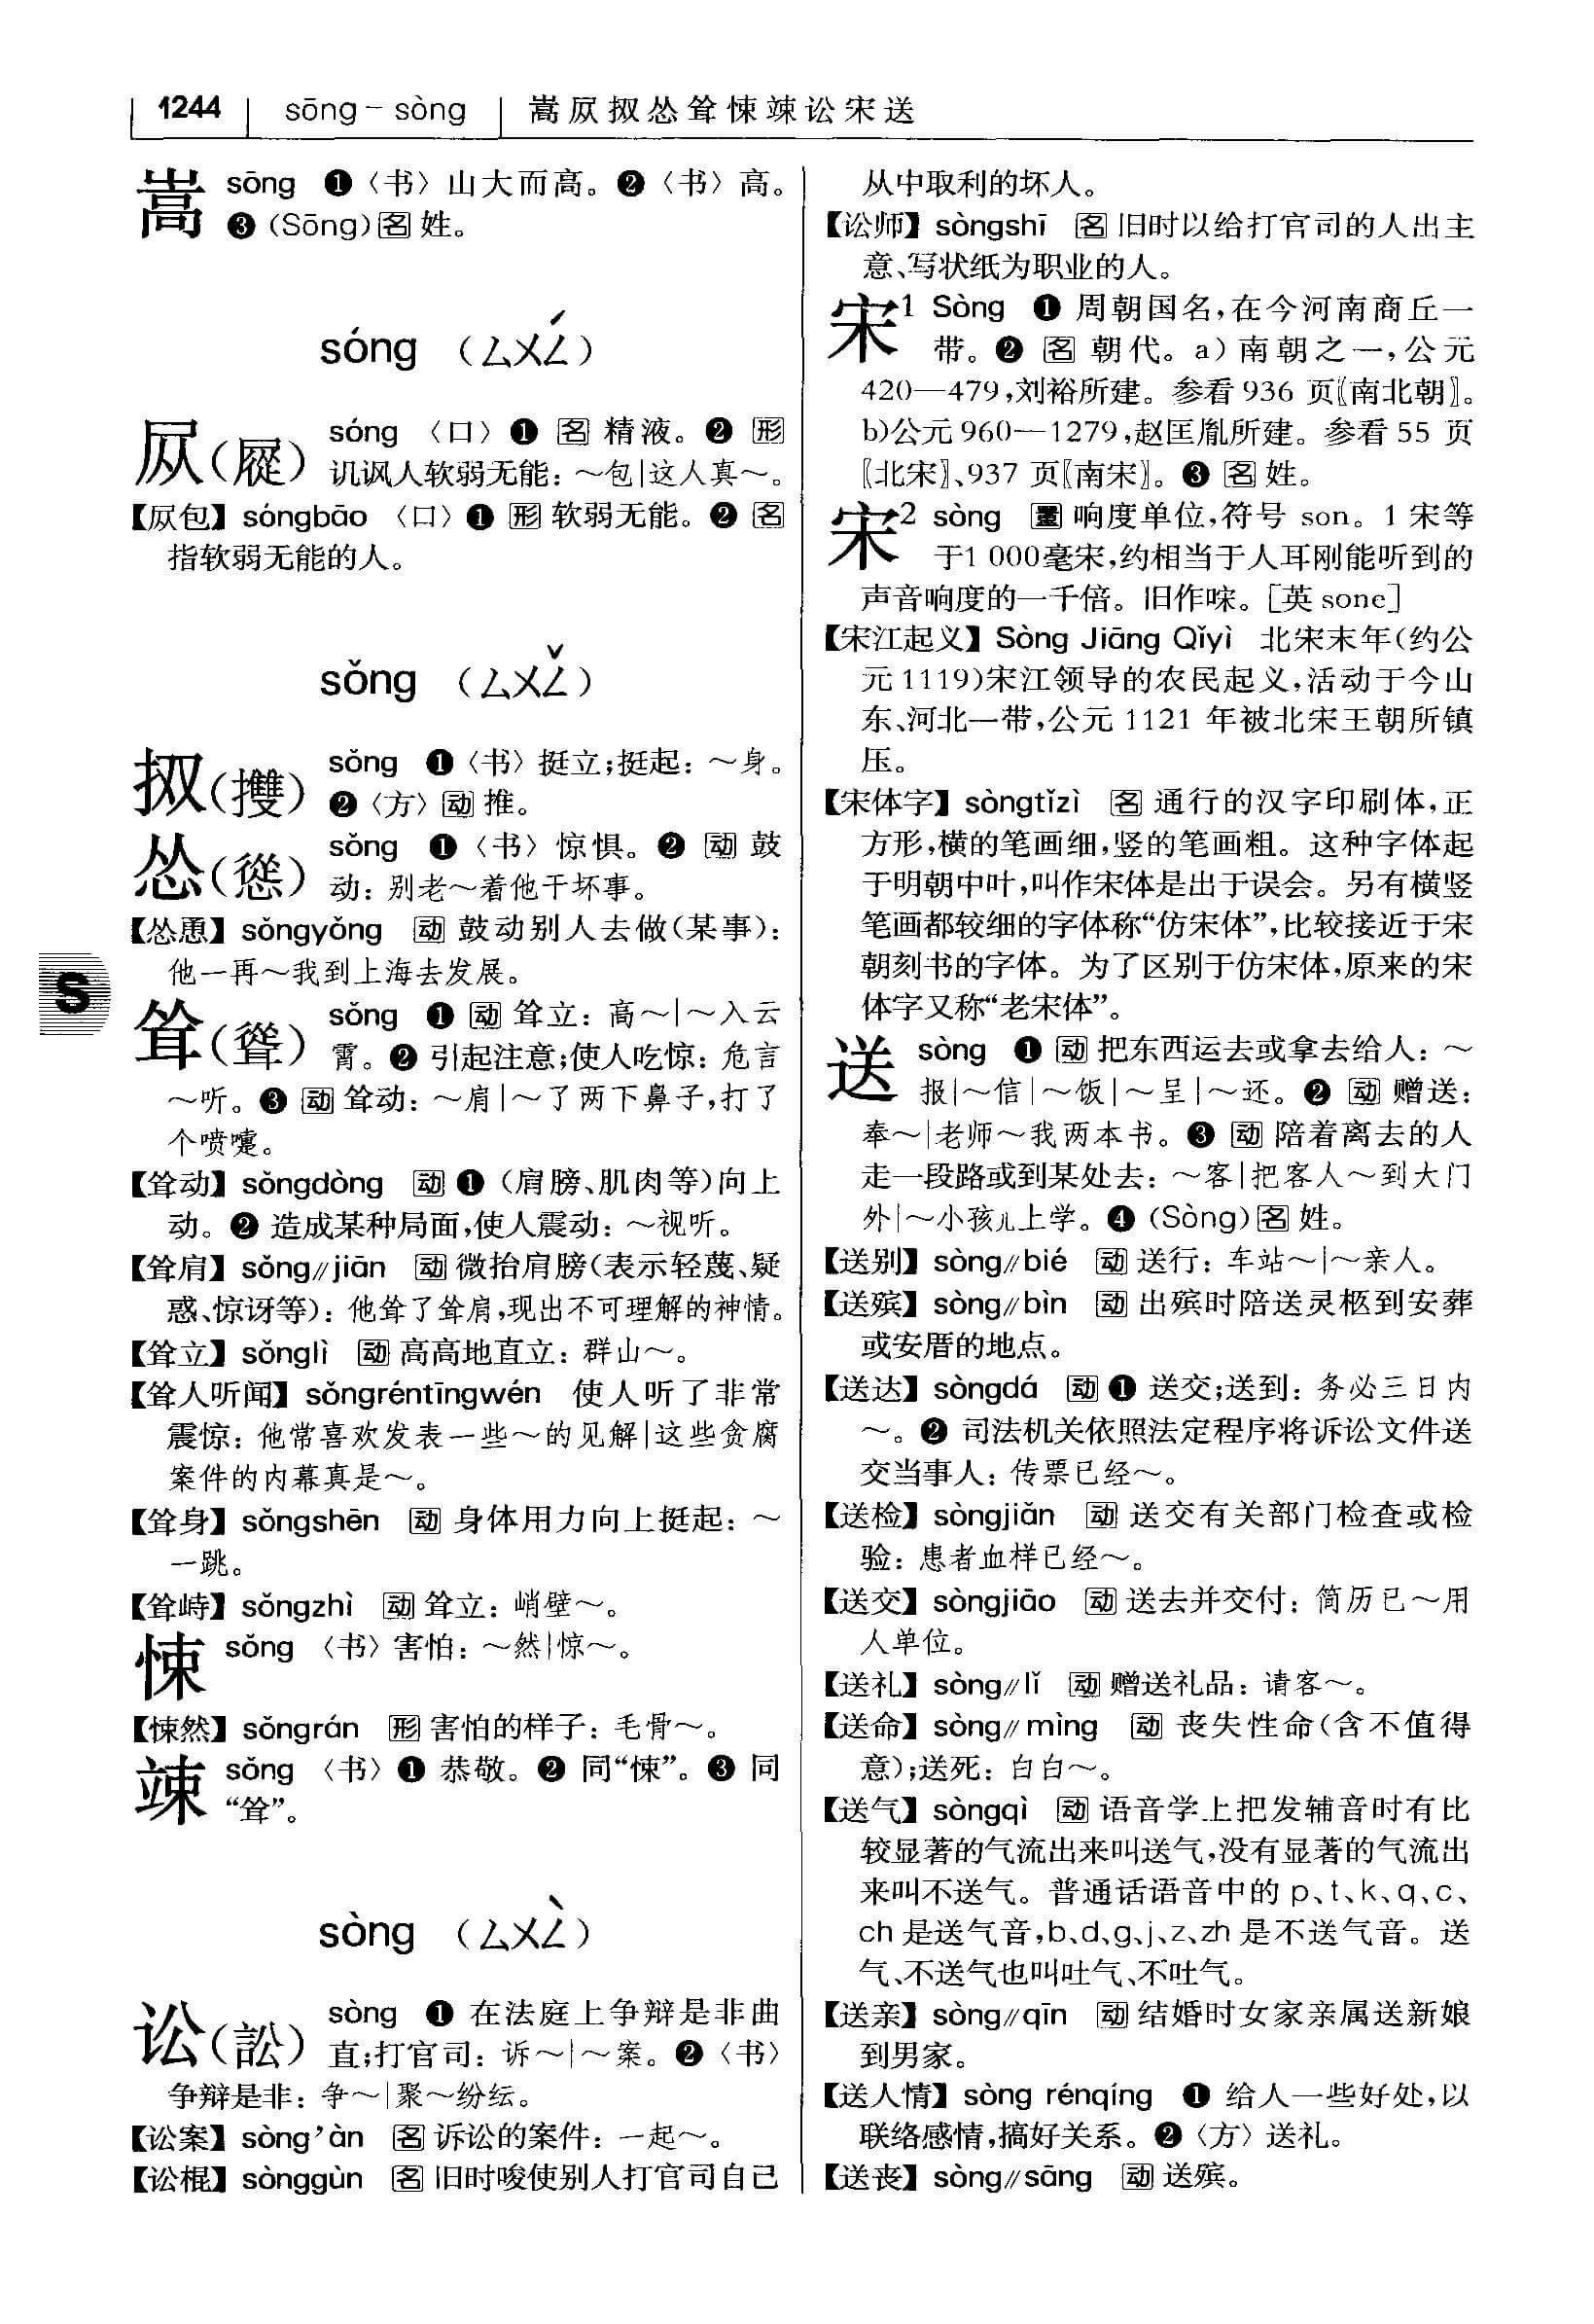 1244 sōng－sòng 嵩㞞㧐怂耸悚竦讼宋送
嵩 sōng ❶〈书〉山大而高。❷〈书〉高。
❸(Sōng)名姓。
sóng （ㄙㄨㄥˊ）
㞞(㞞) sóng 〈口〉❶ 名 精液。❷ 形
讥讽人软弱无能：～包|这人真～。
【㞞包】sóngbāo 〈口〉❶ 形 软弱无能。❷ 名
指软弱无能的人。
sǒng （ㄙㄨㄥˇ）
㧐(㩳) sǒng ❶〈书〉挺立；挺起：～身。
❷〈方〉动 推。
怂(慫) sǒng ❶〈书〉惊惧。❷ 动 鼓
动：别老～着他干坏事。
【怂恿】sǒngyǒng 动 鼓动别人去做(某事)：
他一再～我到上海去发展。
耸(聳) sǒng ❶ 动 耸立：高～|～入云
霄。❷ 引起注意；使人吃惊：危言
～听。❸ 动 耸动：～肩|～了两下鼻子，打了
个喷嚏。
【耸动】sǒngdòng 动 ❶（肩膀、肌肉等）向上
动。❷ 造成某种局面，使人震动：～视听。
【耸肩】sǒng∥jiān 动 微抬肩膀（表示轻蔑、疑
惑、惊讶等）：他耸了耸肩，现出不可理解的神情。
【耸立】sǒnglì 动 高高地直立：群山～。
【耸人听闻】sǒngréntīngwén 使人听了非常
震惊：他常喜欢发表一些～的见解|这些贪腐
案件的内幕真是～。
【耸身】sǒngshēn 动 身体用力向上挺起：～
一跳。
【耸峙】sǒngzhì 动 耸立：峭壁～。
悚 sǒng 〈书〉害怕：～然|惊～。
【悚然】sǒngrán 形 害怕的样子：毛骨～。
竦 sǒng 〈书〉❶ 恭敬。❷ 同“悚”。❸ 同
“耸”。
sòng （ㄙㄨㄥˋ）
讼(訟) sòng ❶ 在法庭上争辩是非曲
直；打官司：诉～|～案。❷〈书〉
争辩是非：争～|聚～纷纭。
【讼案】sòng’àn 名 诉讼的案件：一起～。
【讼棍】sònggùn 名 旧时唆使别人打官司自己
S
从中取利的坏人。
【讼师】sòngshī 名 旧时以给打官司的人出主
意、写状纸为职业的人。
宋¹ Sòng ❶ 周朝国名，在今河南商丘一
带。❷ 名 朝代。a）南朝之一，公元
420—479，刘裕所建。参看936 页〖南北朝〗。
b)公元960—1279，赵匡胤所建。参看55 页
〖北宋〗、937 页〖南宋〗。❸ 名 姓。
宋² sòng 量 响度单位，符号 son。1 宋等
于1 000毫宋，约相当于人耳刚能听到的
声音响度的一千倍。旧作㖟。[英 sone]
【宋江起义】Sòng Jiāng Qǐyì 北宋末年（约公
元1119）宋江领导的农民起义，活动于今山
东、河北一带，公元 1121 年被北宋王朝所镇
压。
【宋体字】sòngtǐzì 名 通行的汉字印刷体，正
方形，横的笔画细，竖的笔画粗。这种字体起
于明朝中叶，叫作宋体是出于误会。另有横竖
笔画都较细的字体称“仿宋体”，比较接近于宋
朝刻书的字体。为了区别于仿宋体，原来的宋
体字又称“老宋体”。
送 sòng ❶ 动 把东西运去或拿去给人：～
报|～信|～饭|～呈|～还。❷ 动 赠送：
奉～|老师～我两本书。❸ 动 陪着离去的人
走一段路或到某处去：～客|把客人～到大门
外|～小孩儿上学。❹ (Sòng)名 姓。
【送别】sòng∥bié 动 送行：车站～|～亲人。
【送殡】sòng∥bìn 动 出殡时陪送灵柩到安葬
或安厝的地点。
【送达】sòngdá 动 ❶ 送交；送到：务必三日内
～。❷ 司法机关依照法定程序将诉讼文件送
交当事人：传票已经～。
【送检】sòngjiǎn 动 送交有关部门检查或检
验：患者血样已经～。
【送交】sòngjiāo 动 送去并交付：简历已～用
人单位。
【送礼】sòng∥lǐ 动 赠送礼品：请客～。
【送命】sòng∥mìng 动 丧失性命（含不值得
意）；送死：白白～。
【送气】sòngqì 动 语音学上把发辅音时有比
较显著的气流出来叫送气，没有显著的气流出
来叫不送气。普通话语音中的 p、t、k、q、c、
ch 是送气音，b、d、g、j、z、zh 是不送气音。送
气、不送气也叫吐气、不吐气。
【送亲】sòng∥qīn 动 结婚时女家亲属送新娘
到男家。
【送人情】sòng rénqíng ❶ 给人一些好处，以
联络感情，搞好关系。❷〈方〉送礼。
【送丧】sòng∥sāng 动 送殡。